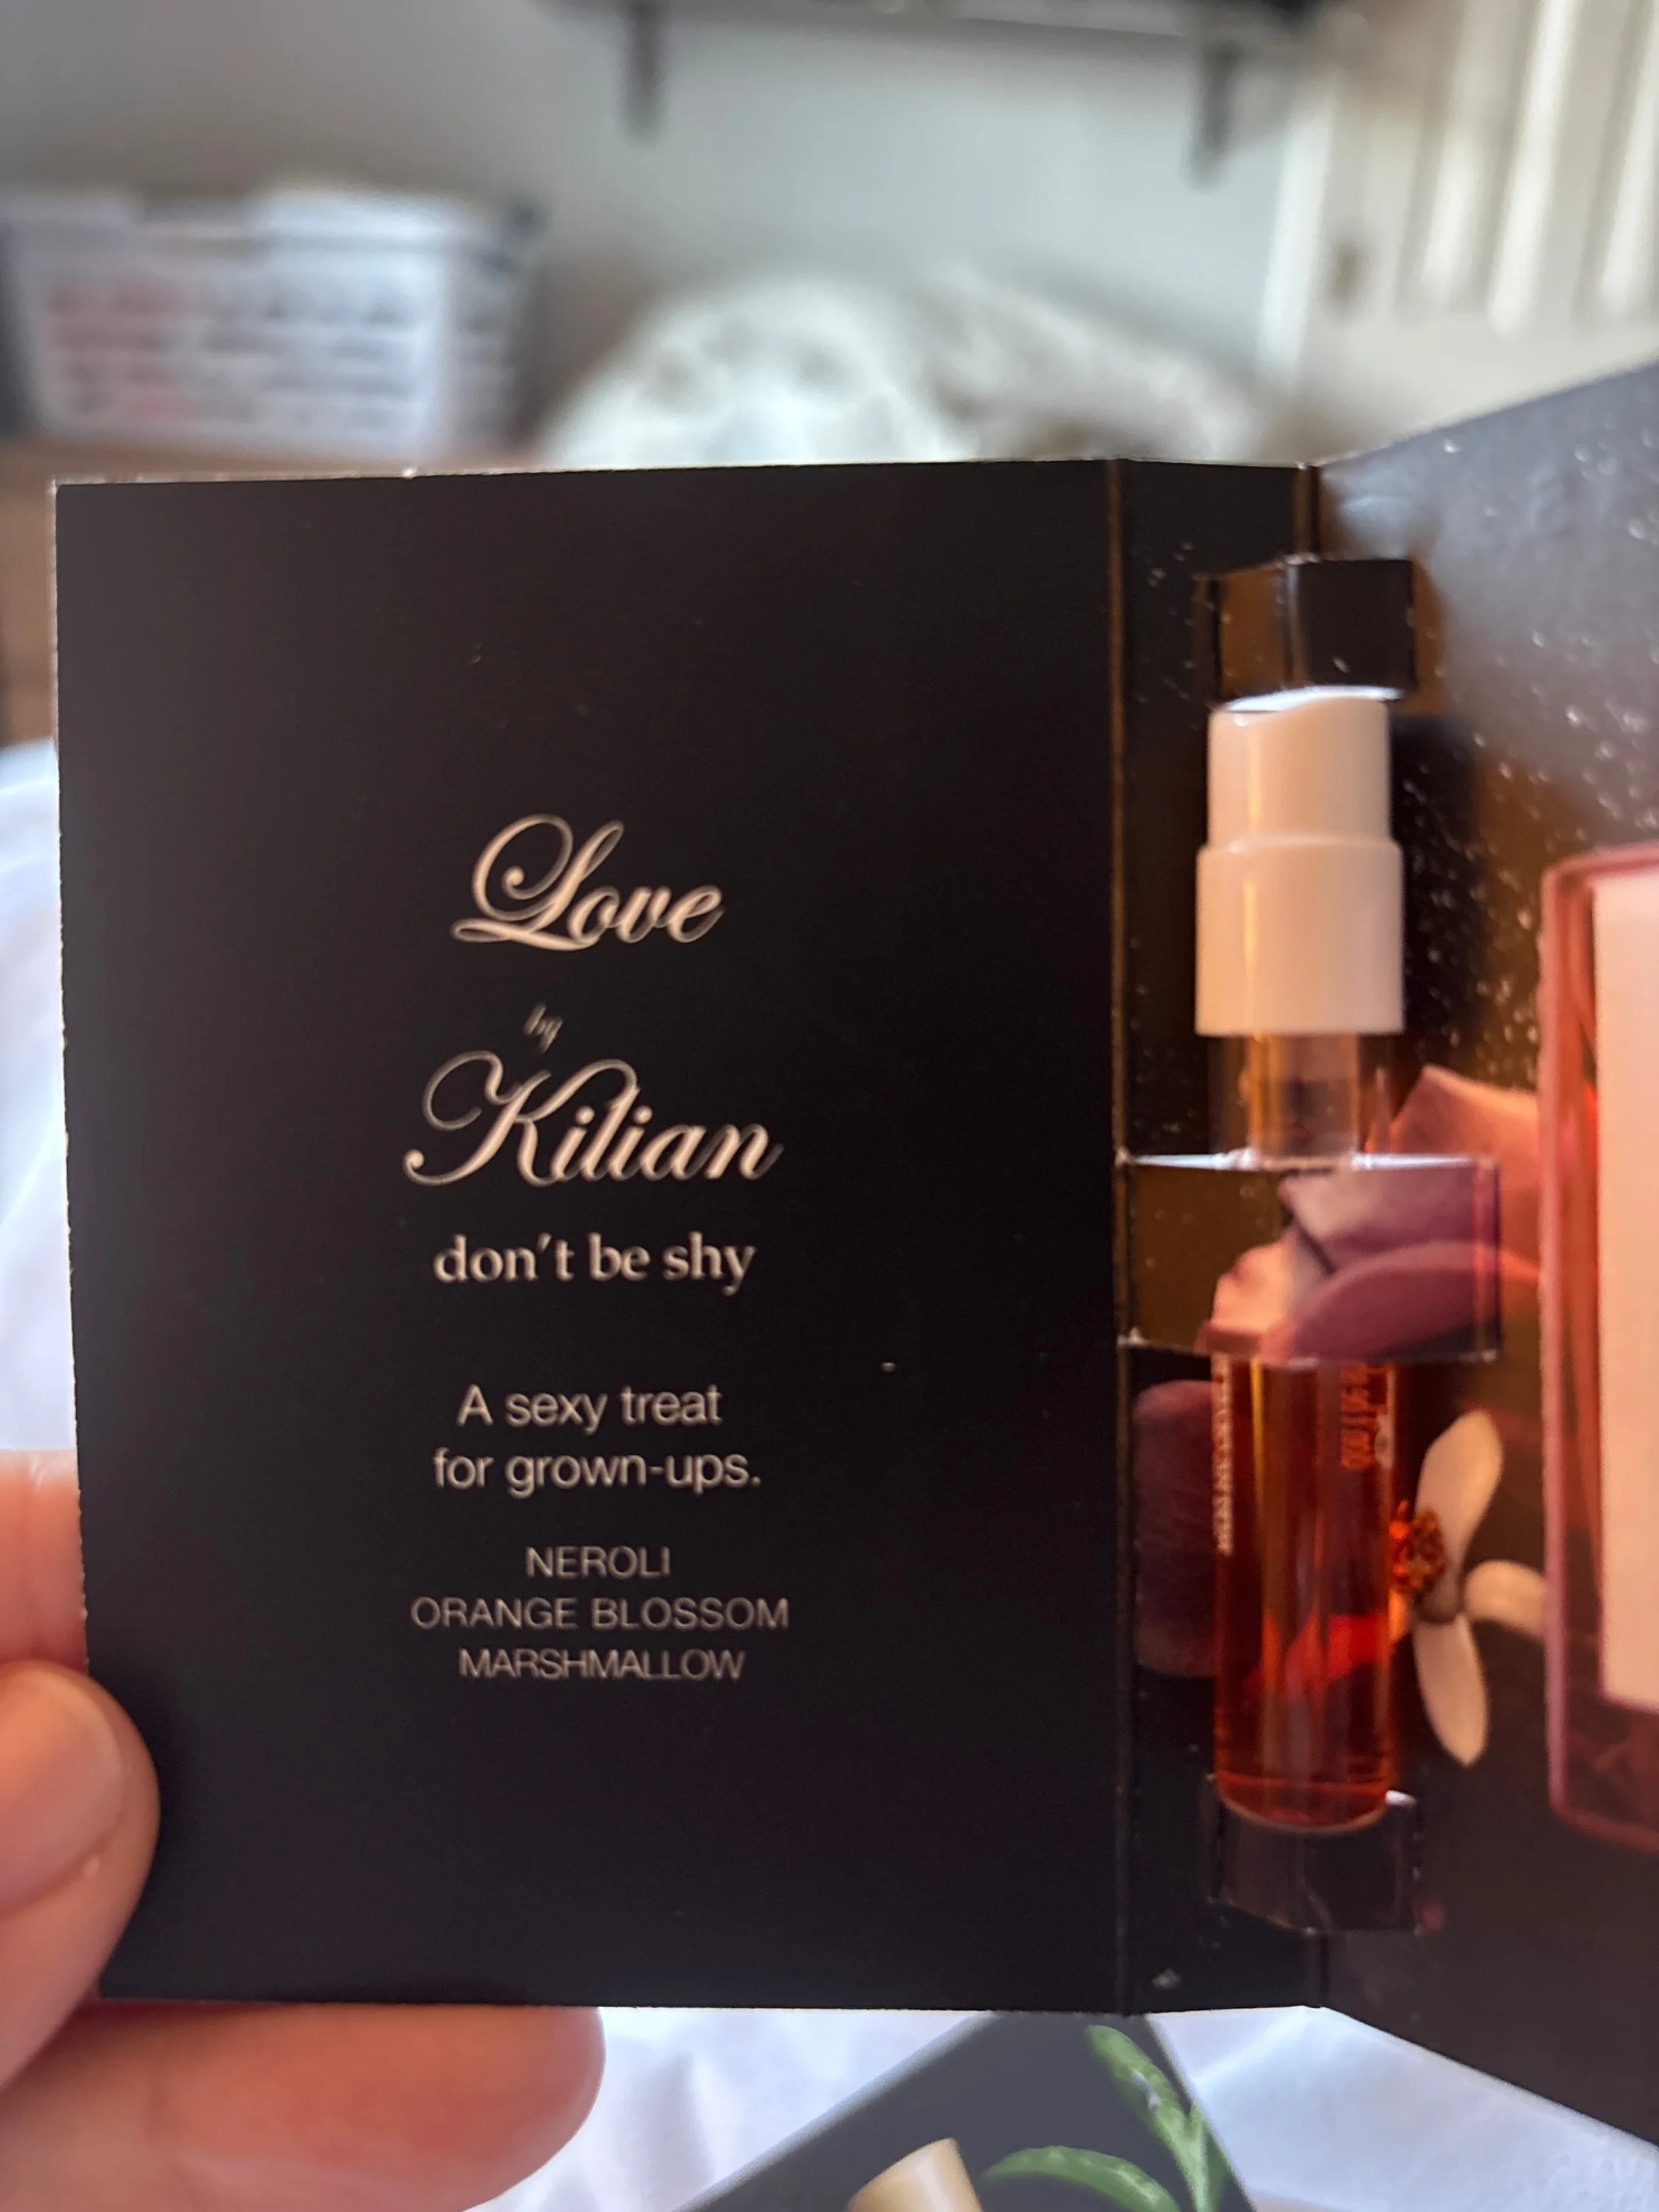 Love
by
Kilian
don't be shy
A sexy treat
for grown-ups.
NEROLI
ORANGE BLOSSOM
MARSHMALLOW